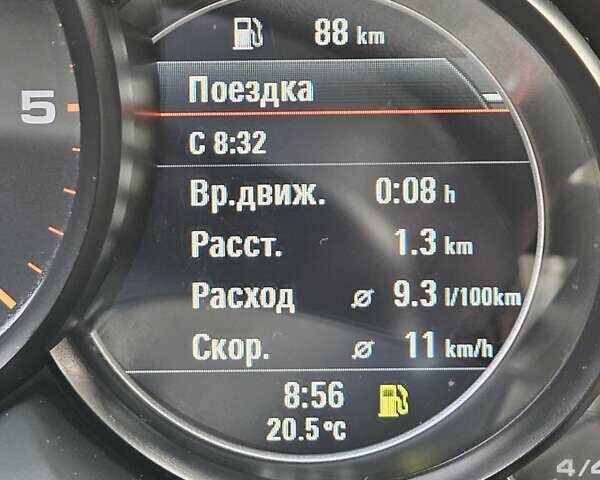 88 km
Поездка
5
С 8:32
Вр.движ. 0:08 h
Расст. 1.3 km
Расход ⌀ 9.3 l/100km
Скор. ⌀ 11 km/h
8:56
20.5°C
4/4